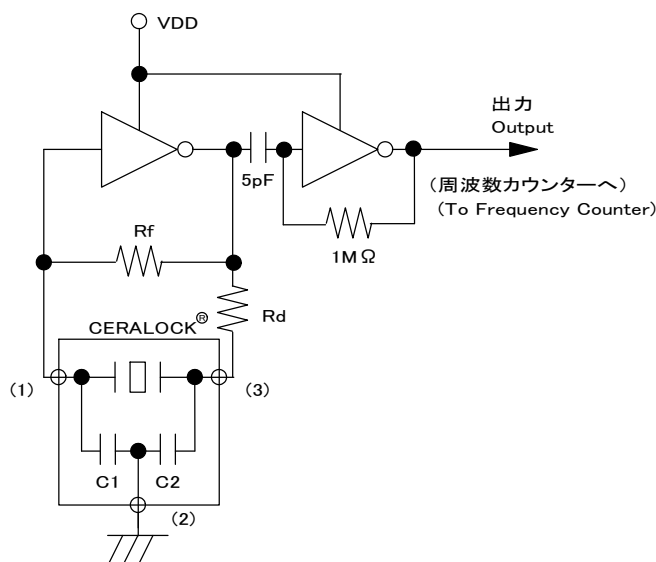 VDD
出力
Output
5pF
(周波数カウンターへ)
(To Frequency Counter)
Rf
1MΩ
Rd
CERALOCK®
(1)
(3)
C1
C2
(2)